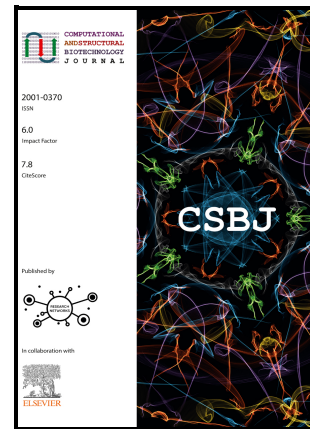 COMPUTATIONAL
ANDSTRUCTURAL
BIOTECHNOLOGY
JOURNAL
2001-0370
ISSN
6.0
Impact Factor
7.8
CiteScore
CSBJ
Published by
RESEARCH
NETWORKS
In collaboration with
ELSEVIER